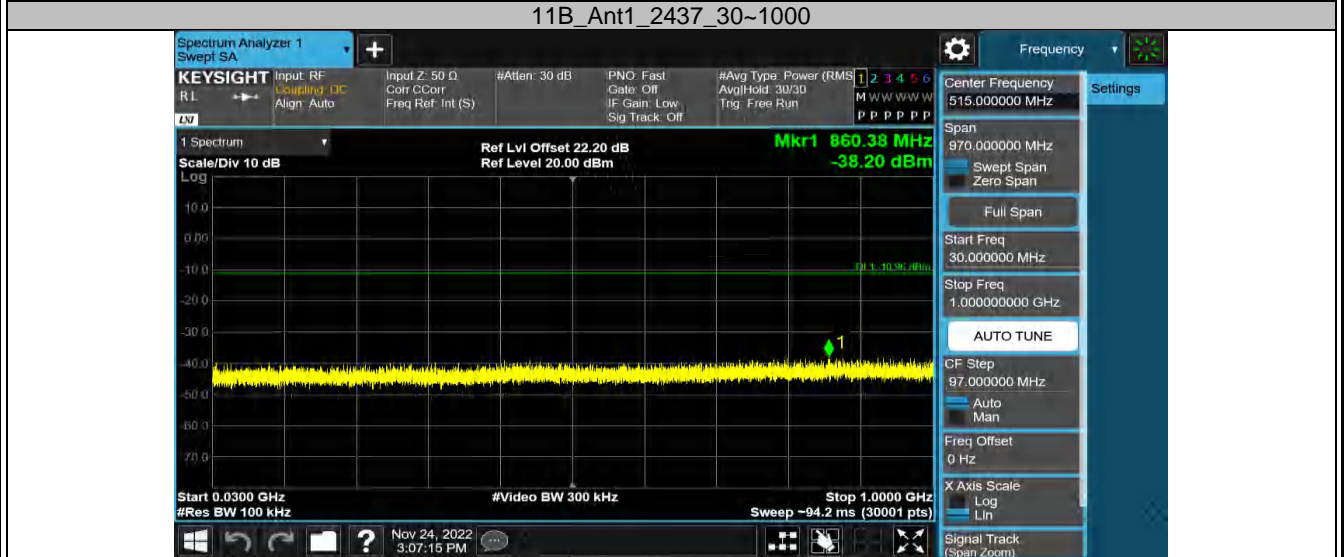 11B_Ant1_2437_30~1000
Spectrum Analyzer 1
Swept SA
Frequency
KEYSIGHT
RL
LXI
Input: RF
Coupling: DC
Align: Auto
Input Z: 50 Ω
Corr CCorr
Freq Ref: Int (S)
#Atten: 30 dB
PNO: Fast
Gate: Off
IF Gain: Low
Sig Track: Off
#Avg Type: Power (RMS
Avg|Hold: 30/30
Trig: Free Run
1 2 3 4 5 6
M W W W W W
P P P P P P
1 Spectrum
Scale/Div 10 dB
Log
Ref Lvl Offset 22.20 dB
Ref Level 20.00 dBm
Mkr1 860.38 MHz
-38.20 dBm
10.0
0.00
-10.0
-20.0
-30.0
-40.0
-50.0
-60.0
-70.0
DL1 -10.96 dBm
1
Start 0.0300 GHz
#Res BW 100 kHz
#Video BW 300 kHz
Stop 1.0000 GHz
Sweep ~94.2 ms (30001 pts)
Nov 24, 2022
3:07:15 PM
Center Frequency
515.000000 MHz
Settings
Span
970.000000 MHz
Swept Span
Zero Span
Full Span
Start Freq
30.000000 MHz
Stop Freq
1.000000000 GHz
AUTO TUNE
CF Step
97.000000 MHz
Auto
Man
Freq Offset
0 Hz
X Axis Scale
Log
Lin
Signal Track
(Span Zoom)